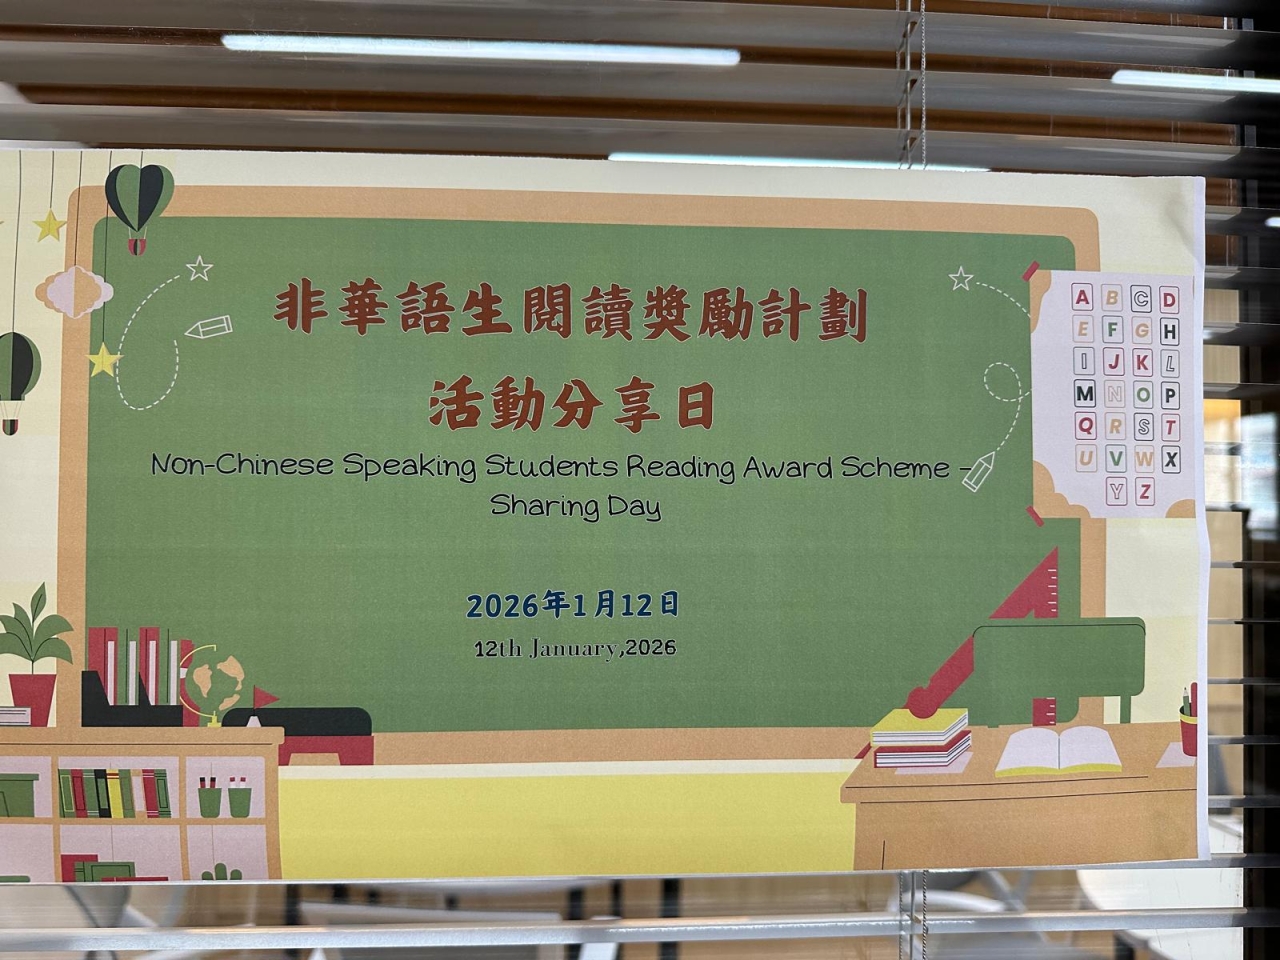 非華語生閱讀獎勵計劃
活動分享日
Non-Chinese Speaking Students Reading Award Scheme –
Sharing Day
2026年1月12日
12th January,2026
A B C D
E F G H
I J K L
M N O P
Q R S T
U V W X
Y Z